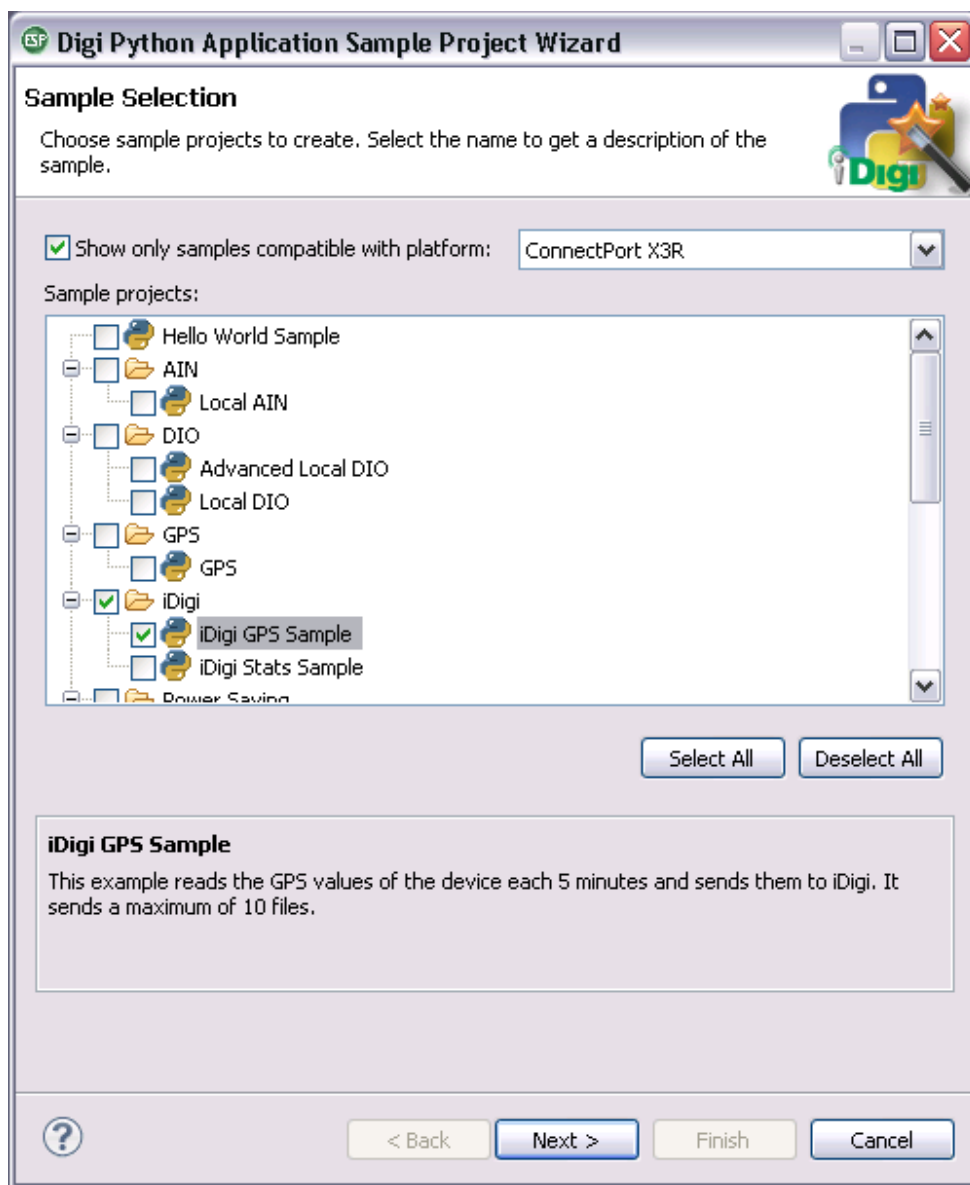 ESP Digi Python Application Sample Project Wizard
Sample Selection
Choose sample projects to create. Select the name to get a description of the
sample.
iDigi
Show only samples compatible with platform: ConnectPort X3R
Sample projects:
Hello World Sample
AIN
Local AIN
DIO
Advanced Local DIO
Local DIO
GPS
GPS
iDigi
iDigi GPS Sample
iDigi Stats Sample
Power Saving
Select All Deselect All
iDigi GPS Sample
This example reads the GPS values of the device each 5 minutes and sends them to iDigi. It
sends a maximum of 10 files.
? < Back Next > Finish Cancel